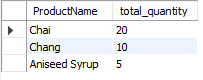 ProductName total_quantity
Chai 20
Chang 10
Aniseed Syrup 5